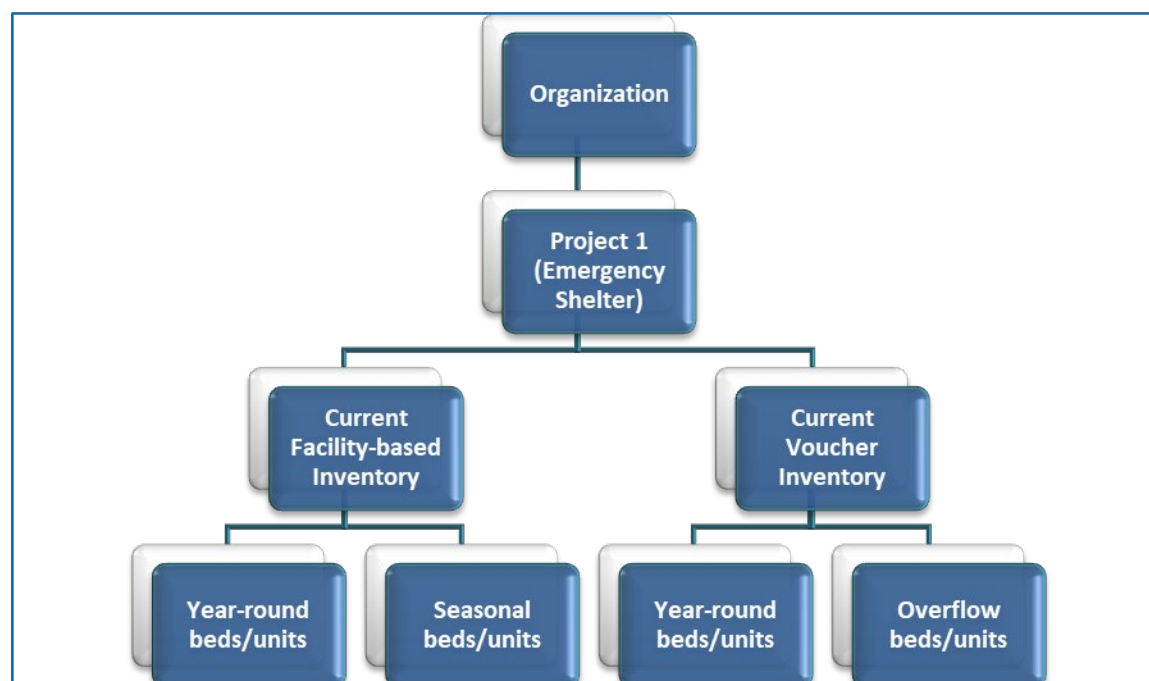 Organization
Project 1
(Emergency
Shelter)
Current
Facility-based
Inventory
Current
Voucher
Inventory
Year-round
beds/units
Seasonal
beds/units
Year-round
beds/units
Overflow
beds/units